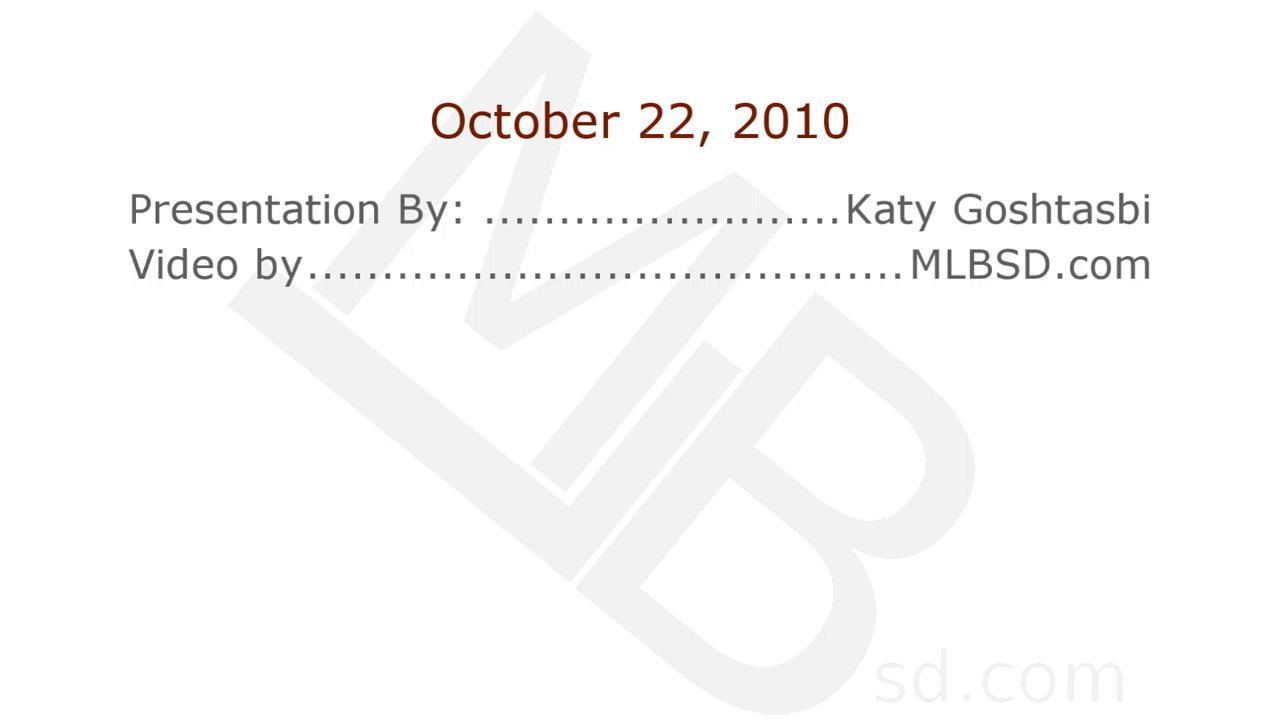 October 22, 2010
Presentation By: ........................Katy Goshtasbi
Video by........................................MLBSD.com
MLB
sd.com